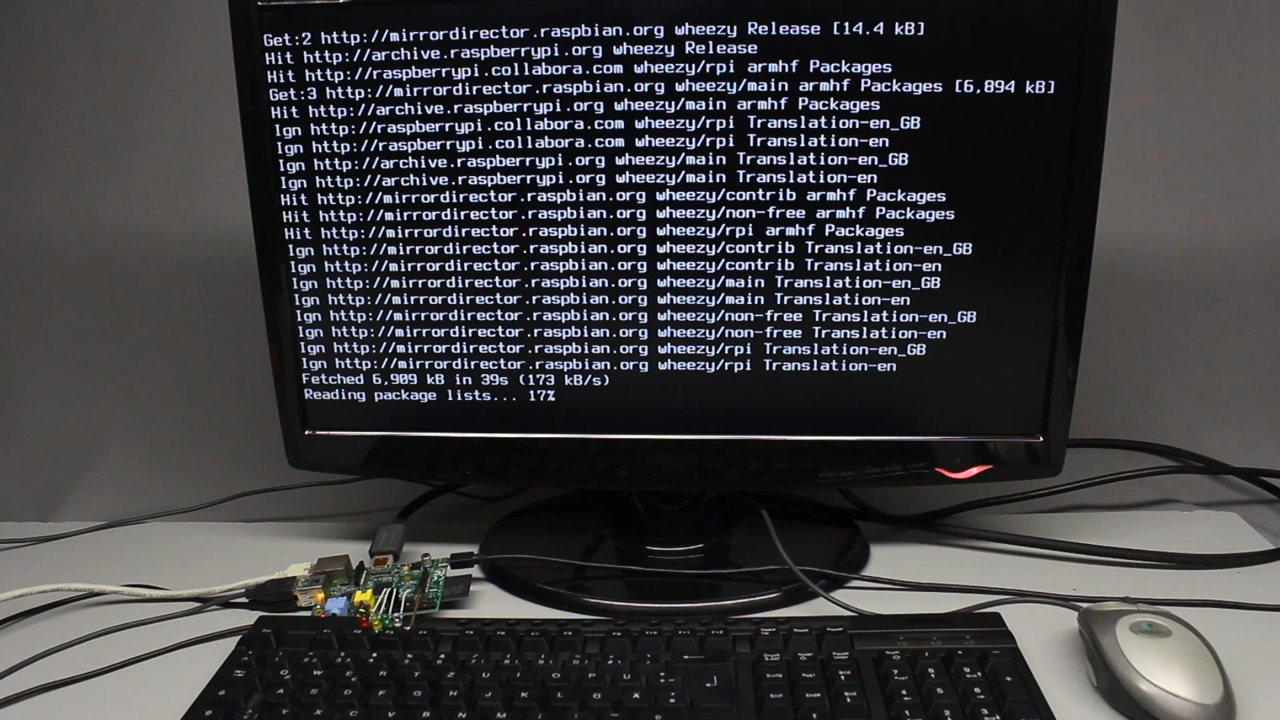 Get:2 http://mirrordirector.raspbian.org wheezy Release [14.4 kB]
Hit http://archive.raspberrypi.org wheezy Release
Hit http://raspberrypi.collabora.com wheezy/rpi armhf Packages
Get:3 http://mirrordirector.raspbian.org wheezy/main armhf Packages [6,894 kB]
Hit http://archive.raspberrypi.org wheezy/main armhf Packages
Ign http://raspberrypi.collabora.com wheezy/rpi Translation-en_GB
Ign http://raspberrypi.collabora.com wheezy/rpi Translation-en
Ign http://archive.raspberrypi.org wheezy/main Translation-en_GB
Ign http://archive.raspberrypi.org wheezy/main Translation-en
Hit http://mirrordirector.raspbian.org wheezy/contrib armhf Packages
Hit http://mirrordirector.raspbian.org wheezy/non-free armhf Packages
Hit http://mirrordirector.raspbian.org wheezy/rpi armhf Packages
Ign http://mirrordirector.raspbian.org wheezy/contrib Translation-en_GB
Ign http://mirrordirector.raspbian.org wheezy/contrib Translation-en
Ign http://mirrordirector.raspbian.org wheezy/main Translation-en_GB
Ign http://mirrordirector.raspbian.org wheezy/main Translation-en
Ign http://mirrordirector.raspbian.org wheezy/non-free Translation-en_GB
Ign http://mirrordirector.raspbian.org wheezy/non-free Translation-en
Ign http://mirrordirector.raspbian.org wheezy/rpi Translation-en_GB
Ign http://mirrordirector.raspbian.org wheezy/rpi Translation-en
Fetched 6,909 kB in 39s (173 kB/s)
Reading package lists... 17%
Q W E R T Z U I O P Ü
A S D F G H J K L Ö Ä
Y X C V B N M